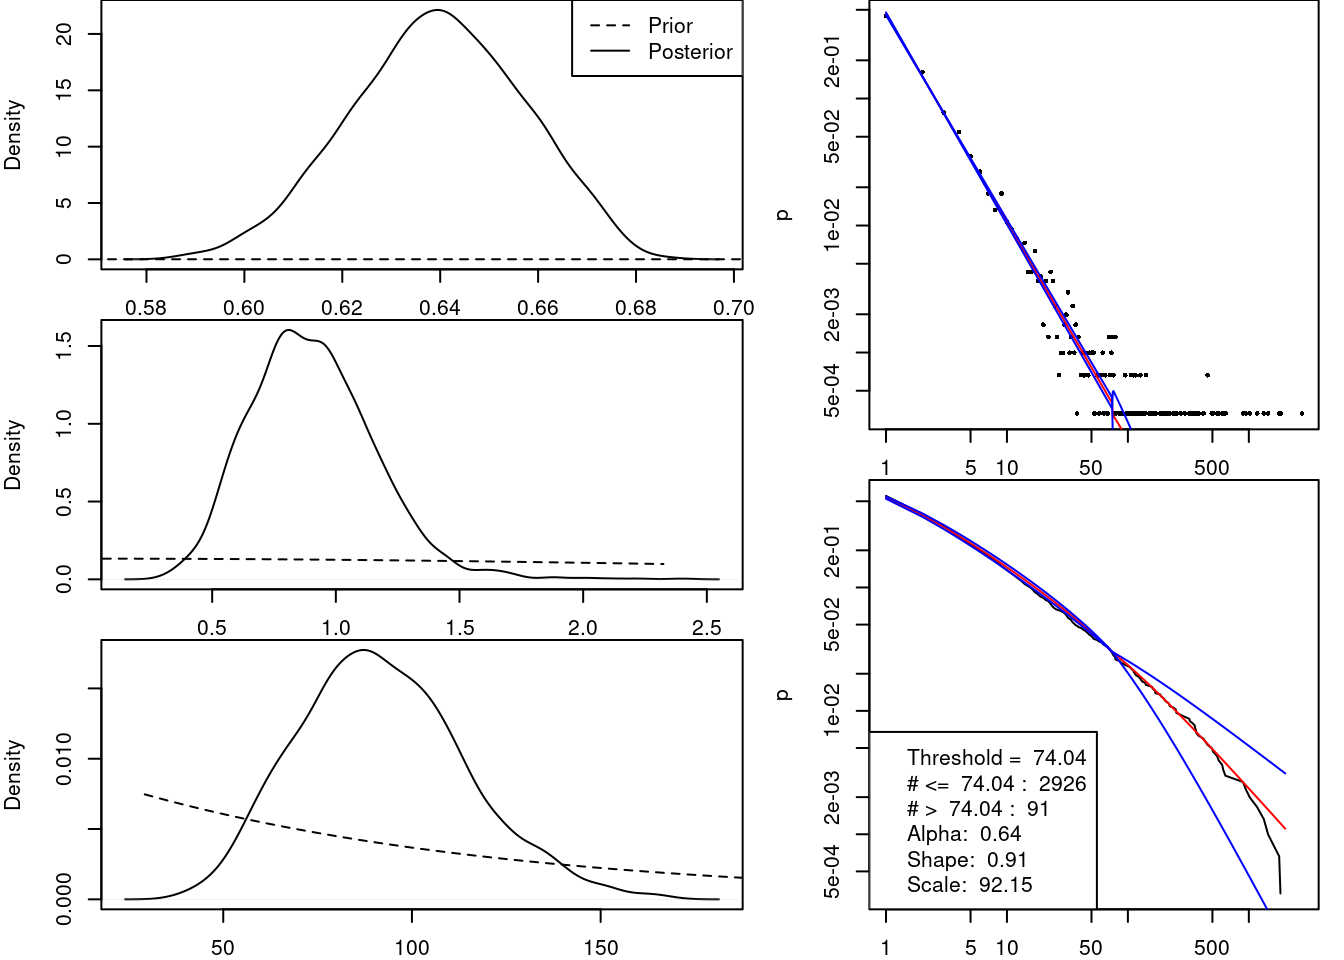 Density
20
15
10
5
0
Prior
Posterior
0.58 0.60 0.62 0.64 0.66 0.68 0.70
Density
1.5
1.0
0.5
0.0
0.5 1.0 1.5 2.0 2.5
Density
0.010
0.000
50 100 150
p
2e-01
5e-02
1e-02
2e-03
5e-04
1 5 10 50 500
p
2e-01
5e-02
1e-02
2e-03
5e-04
Threshold = 74.04
# <= 74.04 : 2926
# > 74.04 : 91
Alpha: 0.64
Shape: 0.91
Scale: 92.15
1 5 10 50 500